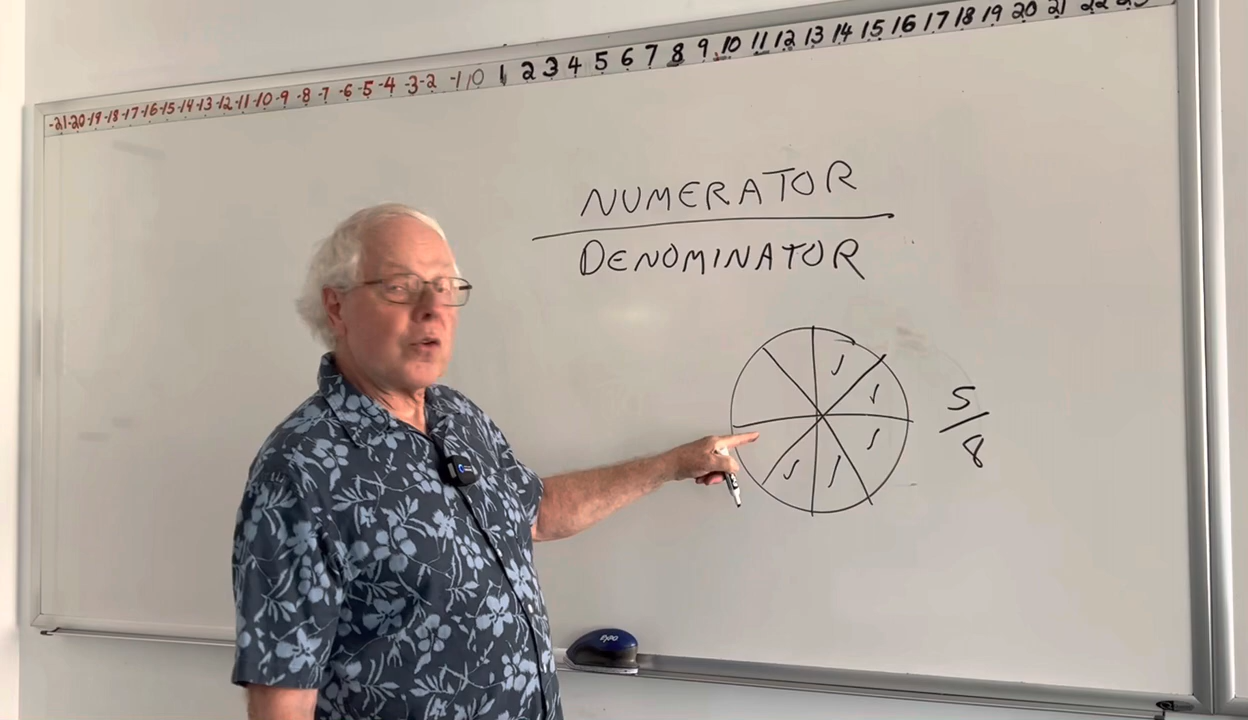 -21 -20 -19 -18 -17 -16 -15 -14 -13 -12 -11 -10 -9 -8 -7 -6 -5 -4 -3 -2 -1 0 1 2 3 4 5 6 7 8 9 10 11 12 13 14 15 16 17 18 19 20 21 22 23
NUMERATOR
DENOMINATOR
5/8
EXPO